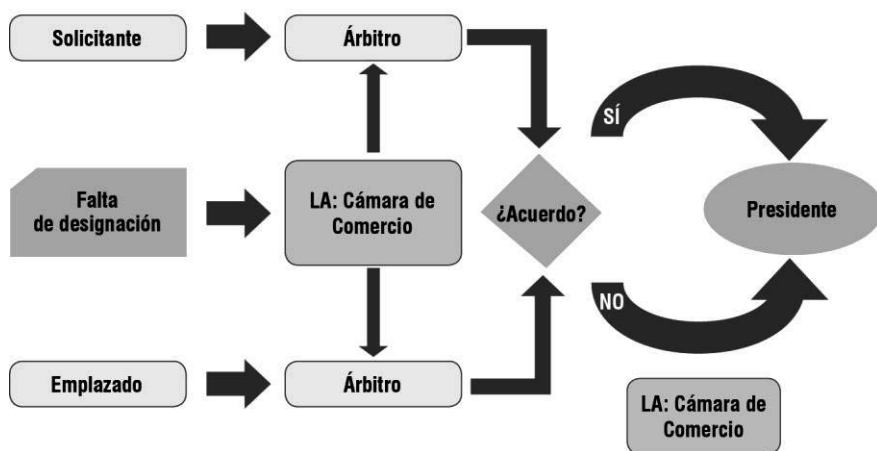 Solicitante
Árbitro
SÍ
Falta
de designación
LA: Cámara de
Comercio
¿Acuerdo?
Presidente
NO
Emplazado
Árbitro
LA: Cámara de
Comercio